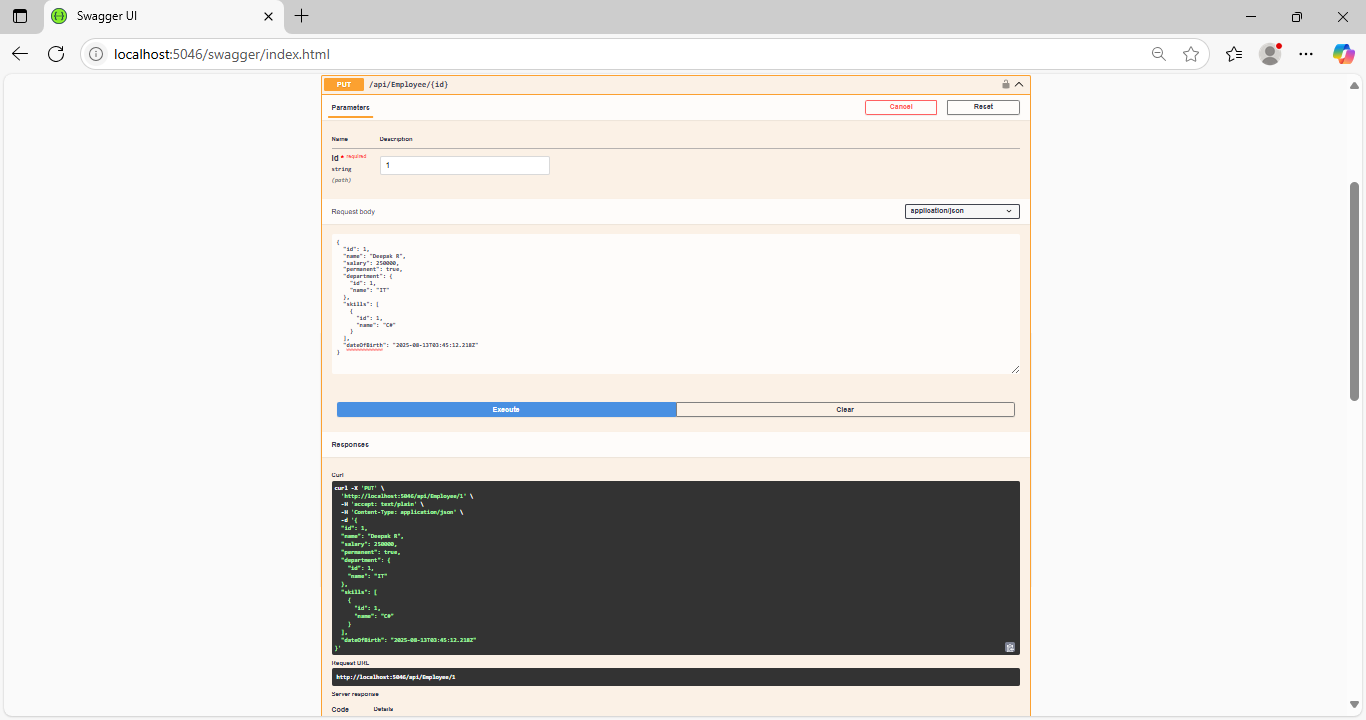 Swagger UI
localhost:5046/swagger/index.html
PUT /api/Employee/{id}
Parameters
Cancel
Reset
Name Description
id * required
string
(path)
1
Request body
application/json
{
"id": 1,
"name": "Deepak R",
"salary": 250000,
"permanent": true,
"department": {
"id": 1,
"name": "IT"
},
"skills": [
{
"id": 1,
"name": "C#"
}
],
"dateOfBirth": "2025-08-13T03:45:12.218Z"
}
Execute
Clear
Responses
Curl
curl -X 'PUT' \
'http://localhost:5046/api/Employee/1' \
-H 'accept: text/plain' \
-H 'Content-Type: application/json' \
-d '{
"id": 1,
"name": "Deepak R",
"salary": 250000,
"permanent": true,
"department": {
"id": 1,
"name": "IT"
},
"skills": [
{
"id": 1,
"name": "C#"
}
],
"dateOfBirth": "2025-08-13T03:45:12.218Z"
}'
Request URL
http://localhost:5046/api/Employee/1
Server response
Code Details